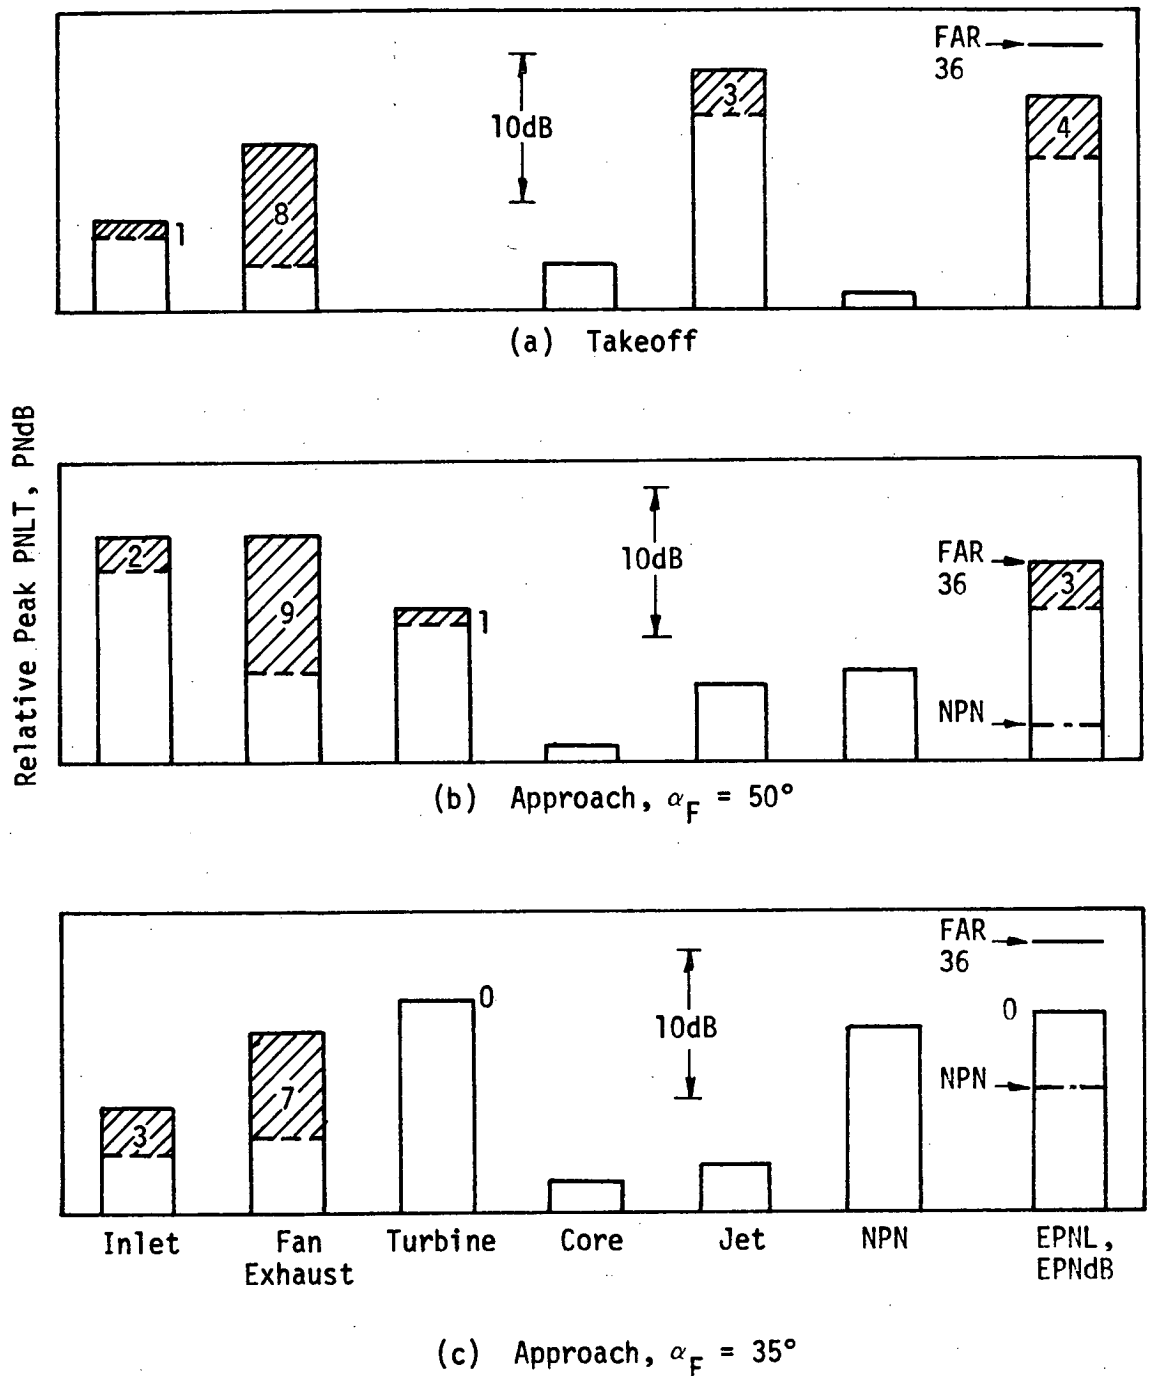 Relative Peak PNLT, PNdB
FAR
36
10dB
3
4
8
1
(a) Takeoff
10dB
FAR
36
2
9
3
1
NPN
(b) Approach, αF = 50°
FAR
36
10dB
0
0
NPN
7
3
Inlet
Fan
Exhaust
Turbine
Core
Jet
NPN
EPNL,
EPNdB
(c) Approach, αF = 35°